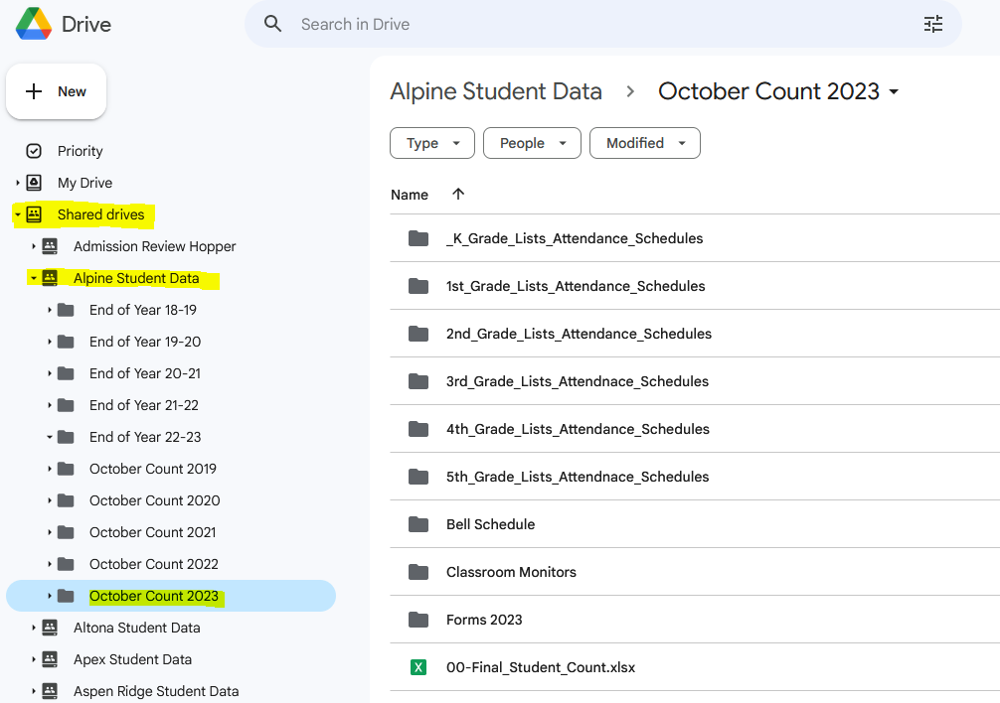 Drive
Search in Drive
New
Priority
My Drive
Shared drives
Admission Review Hopper
Alpine Student Data
End of Year 18-19
End of Year 19-20
End of Year 20-21
End of Year 21-22
End of Year 22-23
October Count 2019
October Count 2020
October Count 2021
October Count 2022
October Count 2023
Altona Student Data
Apex Student Data
Aspen Ridge Student Data
Alpine Student Data > October Count 2023
Type People Modified
Name
_K_Grade_Lists_Attendance_Schedules
1st_Grade_Lists_Attendance_Schedules
2nd_Grade_Lists_Attendance_Schedules
3rd_Grade_Lists_Attendnace_Schedules
4th_Grade_Lists_Attendance_Schedules
5th_Grade_Lists_Attendnace_Schedules
Bell Schedule
Classroom Monitors
Forms 2023
X 00-Final_Student_Count.xlsx